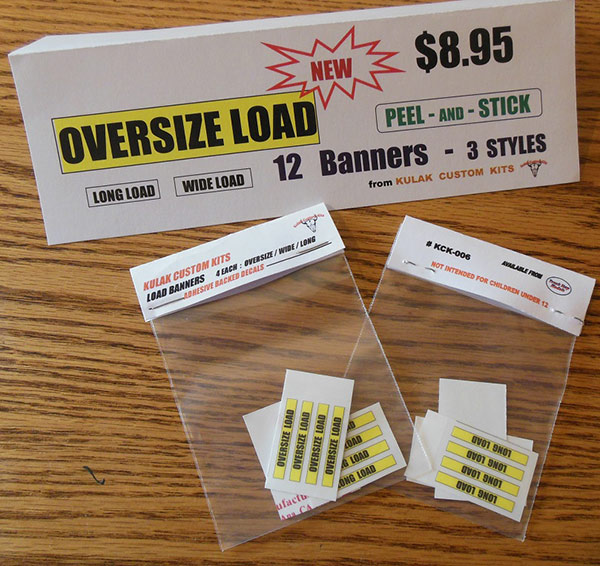 NEW
$8.95
OVERSIZE LOAD
PEEL - AND - STICK
LONG LOAD
WIDE LOAD
12 Banners - 3 STYLES
from KULAK CUSTOM KITS
KULAK CUSTOM KITS
LOAD BANNERS 4 EACH : OVERSIZE / WIDE / LONG
ADHESIVE BACKED DECALS
# KCK-006
AVAILABLE FROM
NOT INTENDED FOR CHILDREN UNDER 12
OVERSIZE LOAD
OVERSIZE LOAD
OVERSIZE LOAD
OVERSIZE LOAD
LONG LOAD
LONG LOAD
LONG LOAD
LONG LOAD
LONG LOAD